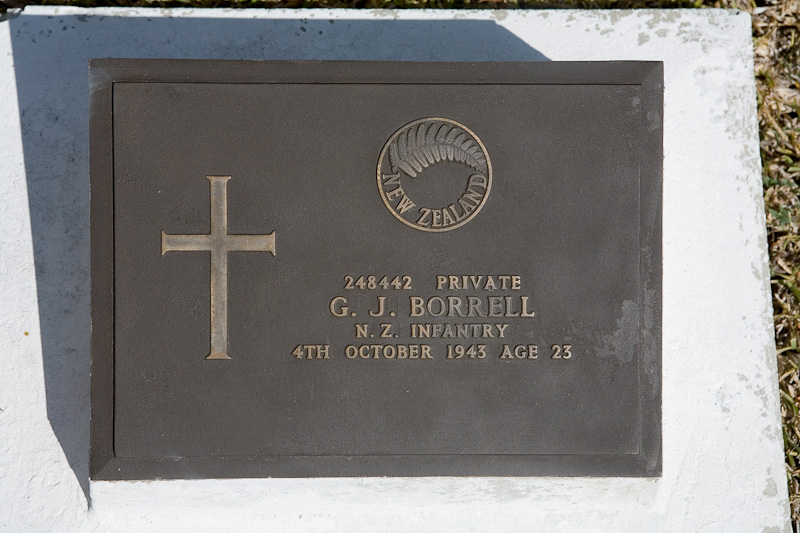 NEW ZEALAND
248442 PRIVATE
G. J. BORRELL
N. Z. INFANTRY
4TH OCTOBER 1943 AGE 23